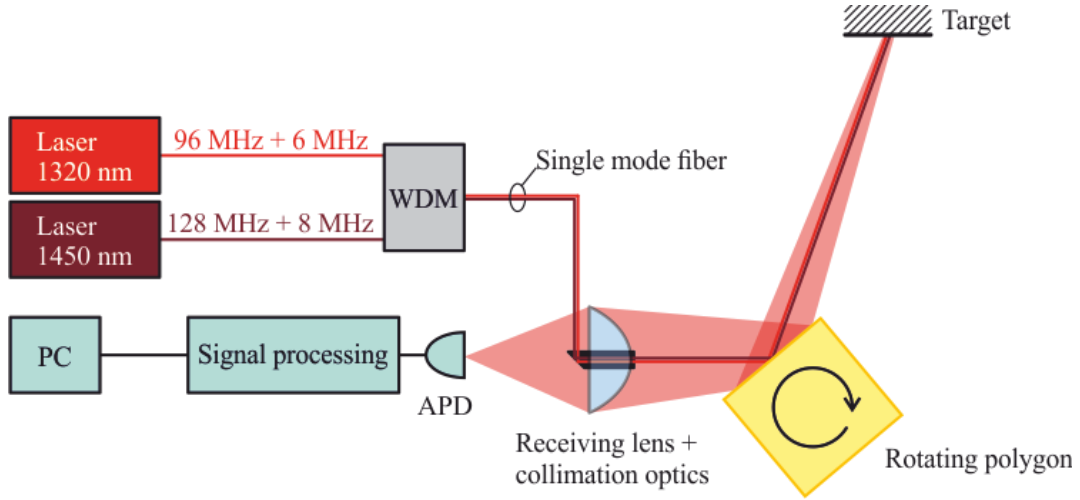 Target
Laser
1320 nm
96 MHz + 6 MHz
Single mode fiber
WDM
Laser
1450 nm
128 MHz + 8 MHz
PC
Signal processing
APD
Receiving lens +
collimation optics
Rotating polygon